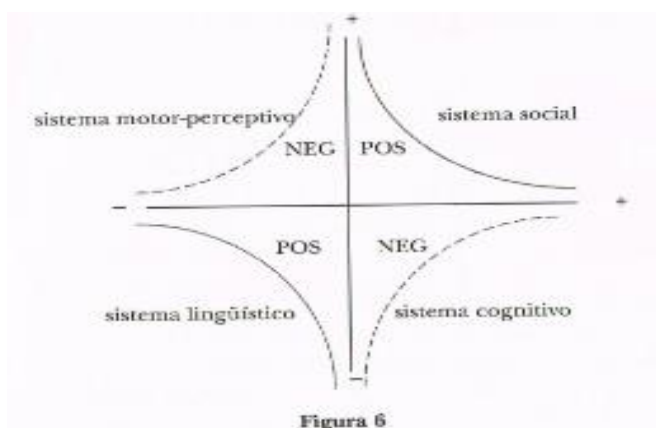 +
sistema motor-perceptivo
sistema social
NEG
POS
-
+
POS
NEG
sistema lingüístico
sistema cognitivo
-
Figura 6